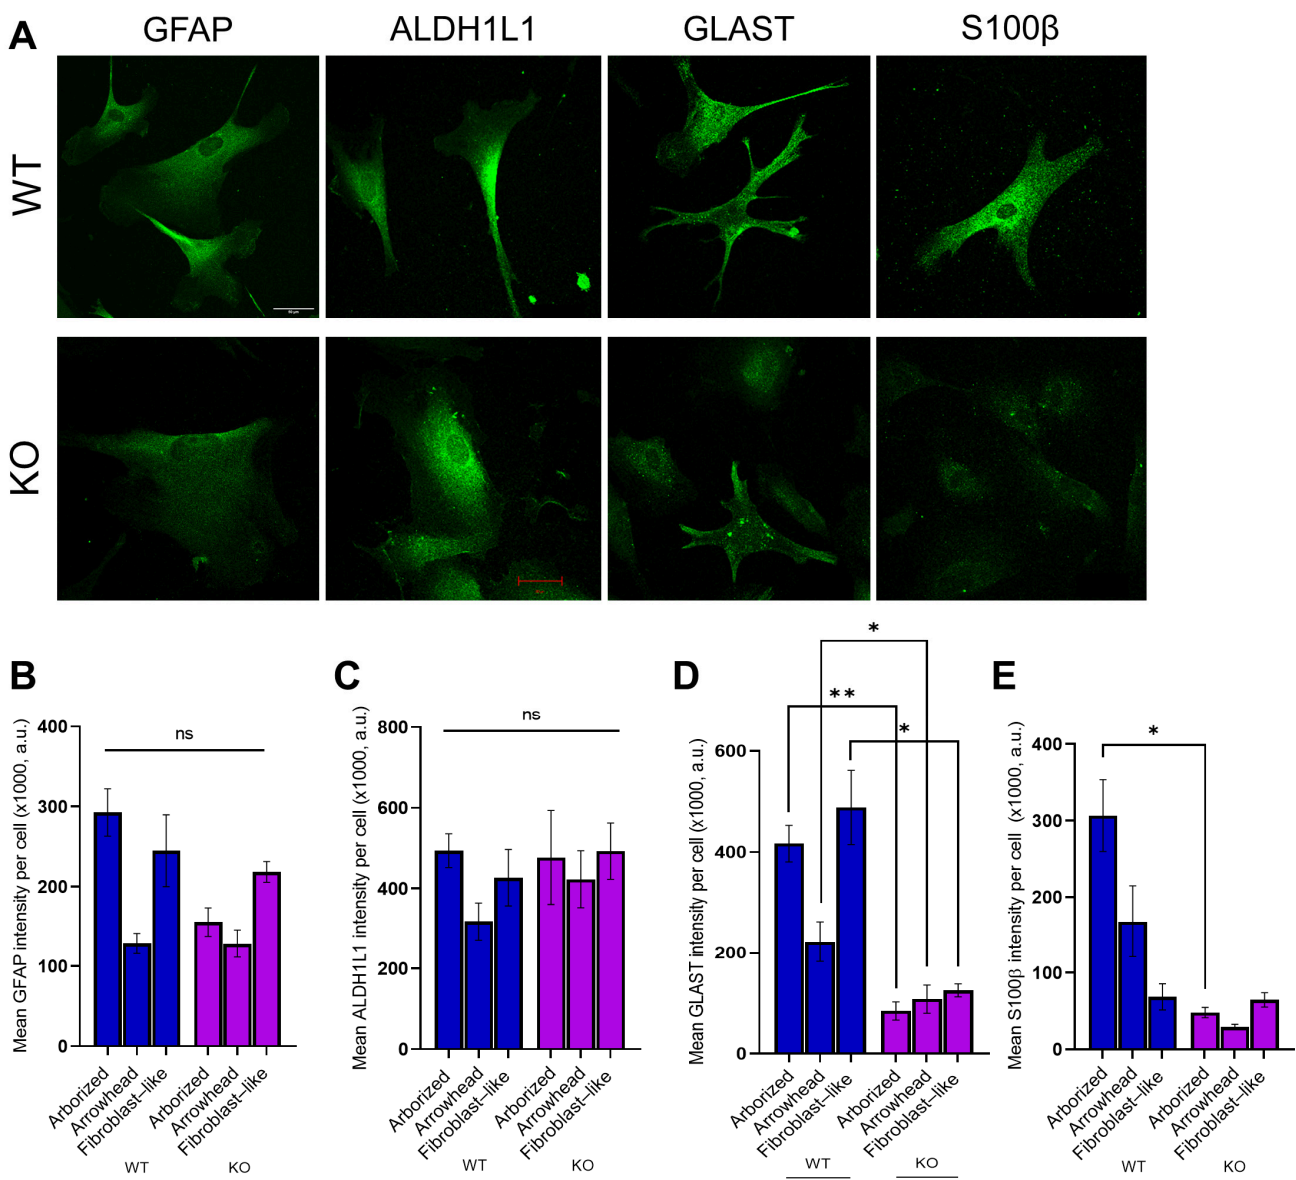 A
GFAP
ALDH1L1
GLAST
S100β
WT
50 µm
KO
B
Mean GFAP intensity per cell (x1000, a.u.)
400
300
200
100
0
ns
Arborized
Arrowhead
Fibroblast–like
Arborized
Arrowhead
Fibroblast–like
WT
KO
C
Mean ALDH1L1 intensity per cell (x1000, a.u.)
800
600
400
200
0
ns
Arborized
Arrowhead
Fibroblast–like
Arborized
Arrowhead
Fibroblast–like
WT
KO
D
Mean GLAST intensity per cell (x1000, a.u.)
600
400
200
0
*
**
*
Arborized
Arrowhead
Fibroblast–like
Arborized
Arrowhead
Fibroblast–like
WT
KO
E
Mean S100β intensity per cell (x1000, a.u.)
400
300
200
100
0
*
Arborized
Arrowhead
Fibroblast–like
Arborized
Arrowhead
Fibroblast–like
WT
KO